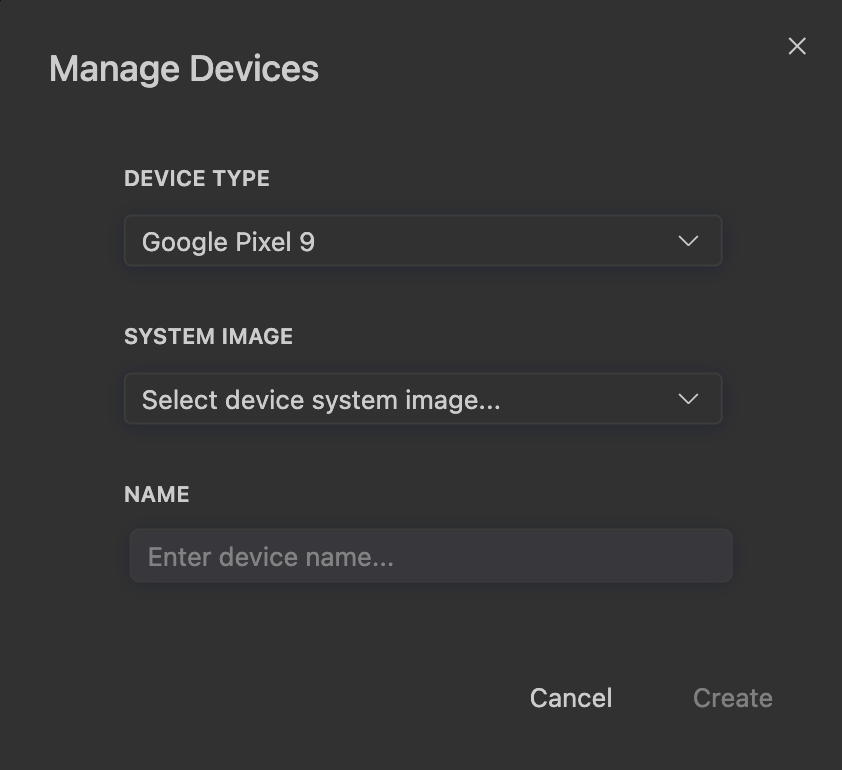 Manage Devices
DEVICE TYPE
Google Pixel 9
SYSTEM IMAGE
Select device system image...
NAME
Enter device name...
Cancel
Create